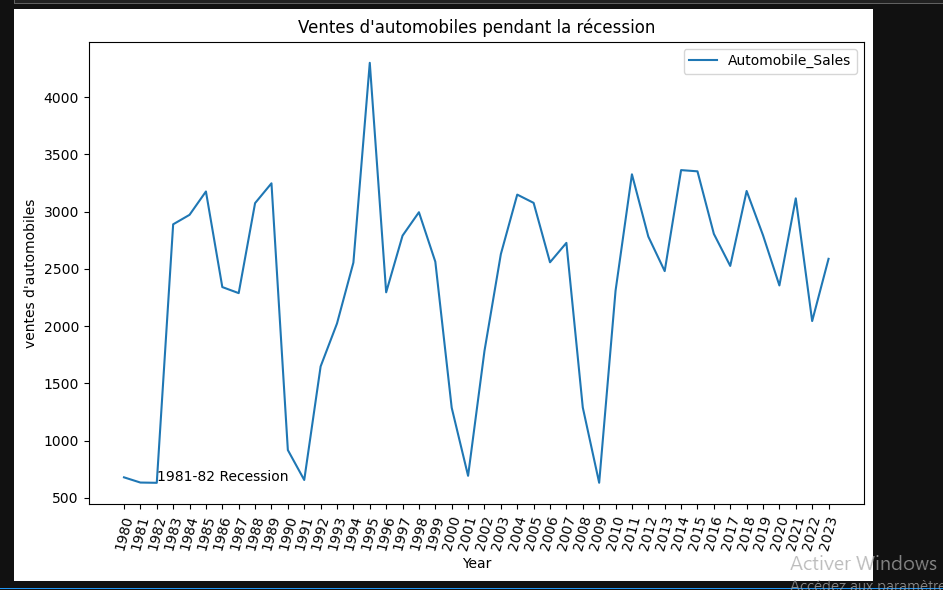 Ventes d'automobiles pendant la récession
Automobile_Sales
ventes d'automobiles
4000
3500
3000
2500
2000
1500
1000
500
1981-82 Recession
1980 1981 1982 1983 1984 1985 1986 1987 1988 1989 1990 1991 1992 1993 1994 1995 1996 1997 1998 1999 2000 2001 2002 2003 2004 2005 2006 2007 2008 2009 2010 2011 2012 2013 2014 2015 2016 2017 2018 2019 2020 2021 2022 2023
Year
Activer Windows
Accédez aux paramètre